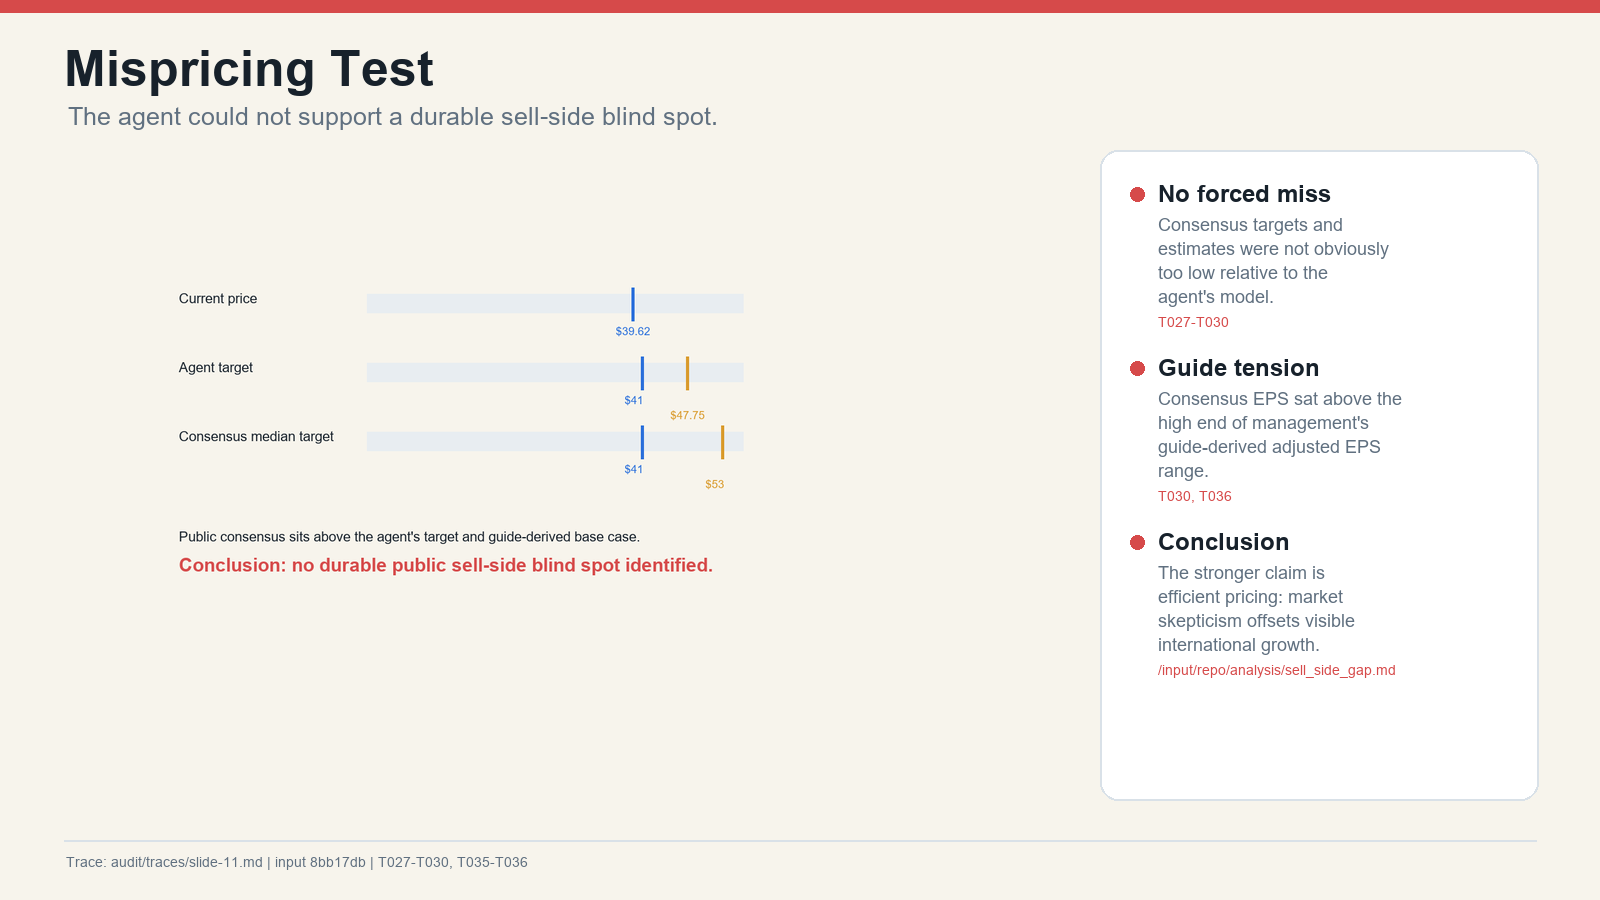 Mispricing Test
The agent could not support a durable sell-side blind spot.
Current price
$39.62
Agent target
$41
$47.75
Consensus median target
$41
$53
Public consensus sits above the agent's target and guide-derived base case.
Conclusion: no durable public sell-side blind spot identified.
No forced miss
Consensus targets and
estimates were not obviously
too low relative to the
agent's model.
T027-T030
Guide tension
Consensus EPS sat above the
high end of management's
guide-derived adjusted EPS
range.
T030, T036
Conclusion
The stronger claim is
efficient pricing: market
skepticism offsets visible
international growth.
/input/repo/analysis/sell_side_gap.md
Trace: audit/traces/slide-11.md | input 8bb17db | T027-T030, T035-T036